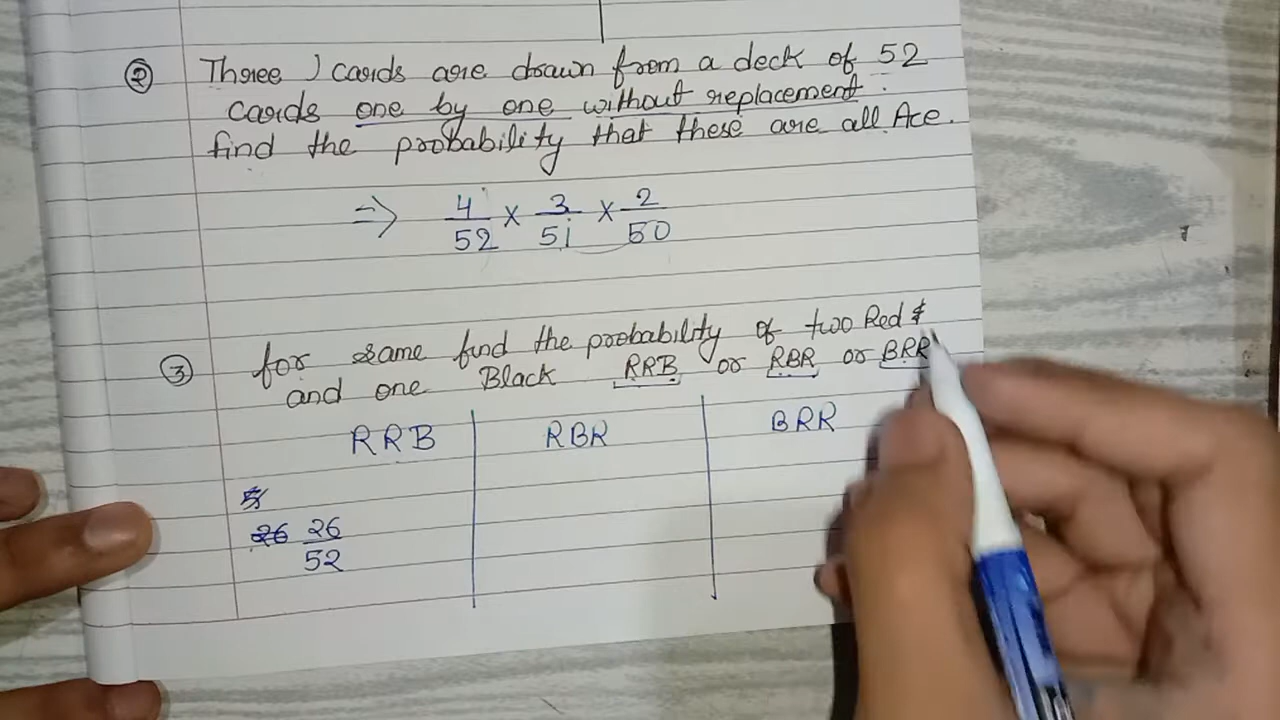 ② Three cards are drawn from a deck of 52
cards one by one without replacement.
find the probability that these are all Ace.
=> 4/52 x 3/51 x 2/50
③ for same find the probability of two Red &
and one Black RRB or RBR or BRR
RRB RBR BRR
26 26/52